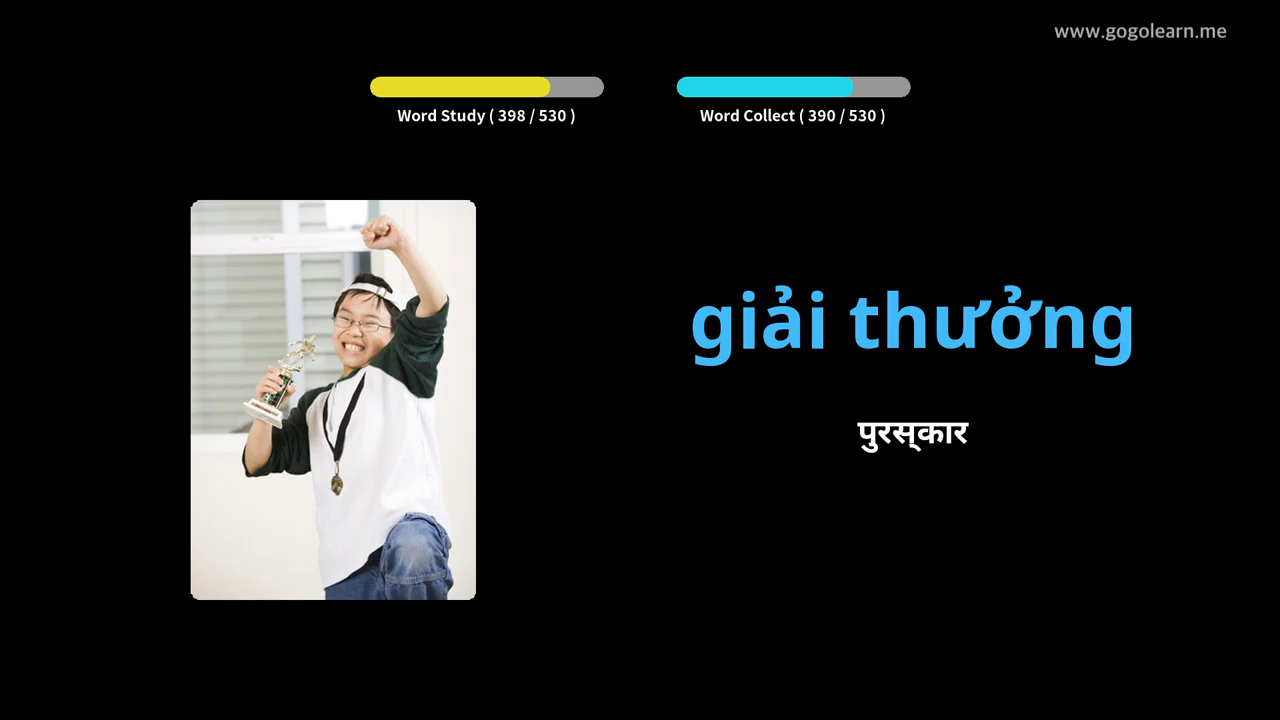 www.gogolearn.me
Word Study ( 398 / 530 )
Word Collect ( 390 / 530 )
giải thưởng
पुरस्कार